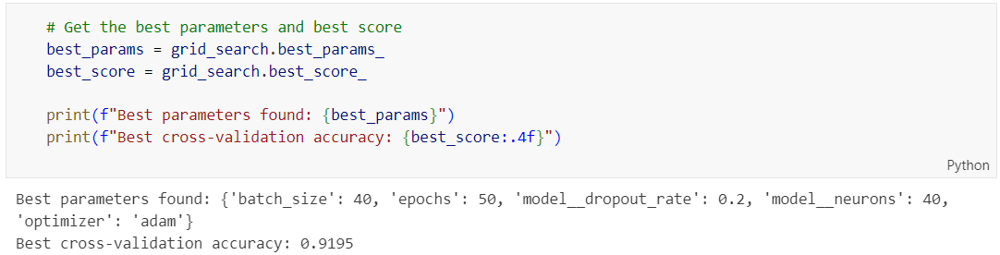 # Get the best parameters and best score
best_params = grid_search.best_params_
best_score = grid_search.best_score_
print(f"Best parameters found: {best_params}")
print(f"Best cross-validation accuracy: {best_score:.4f}")
Python
Best parameters found: {'batch_size': 40, 'epochs': 50, 'model__dropout_rate': 0.2, 'model__neurons': 40,
'optimizer': 'adam'}
Best cross-validation accuracy: 0.9195